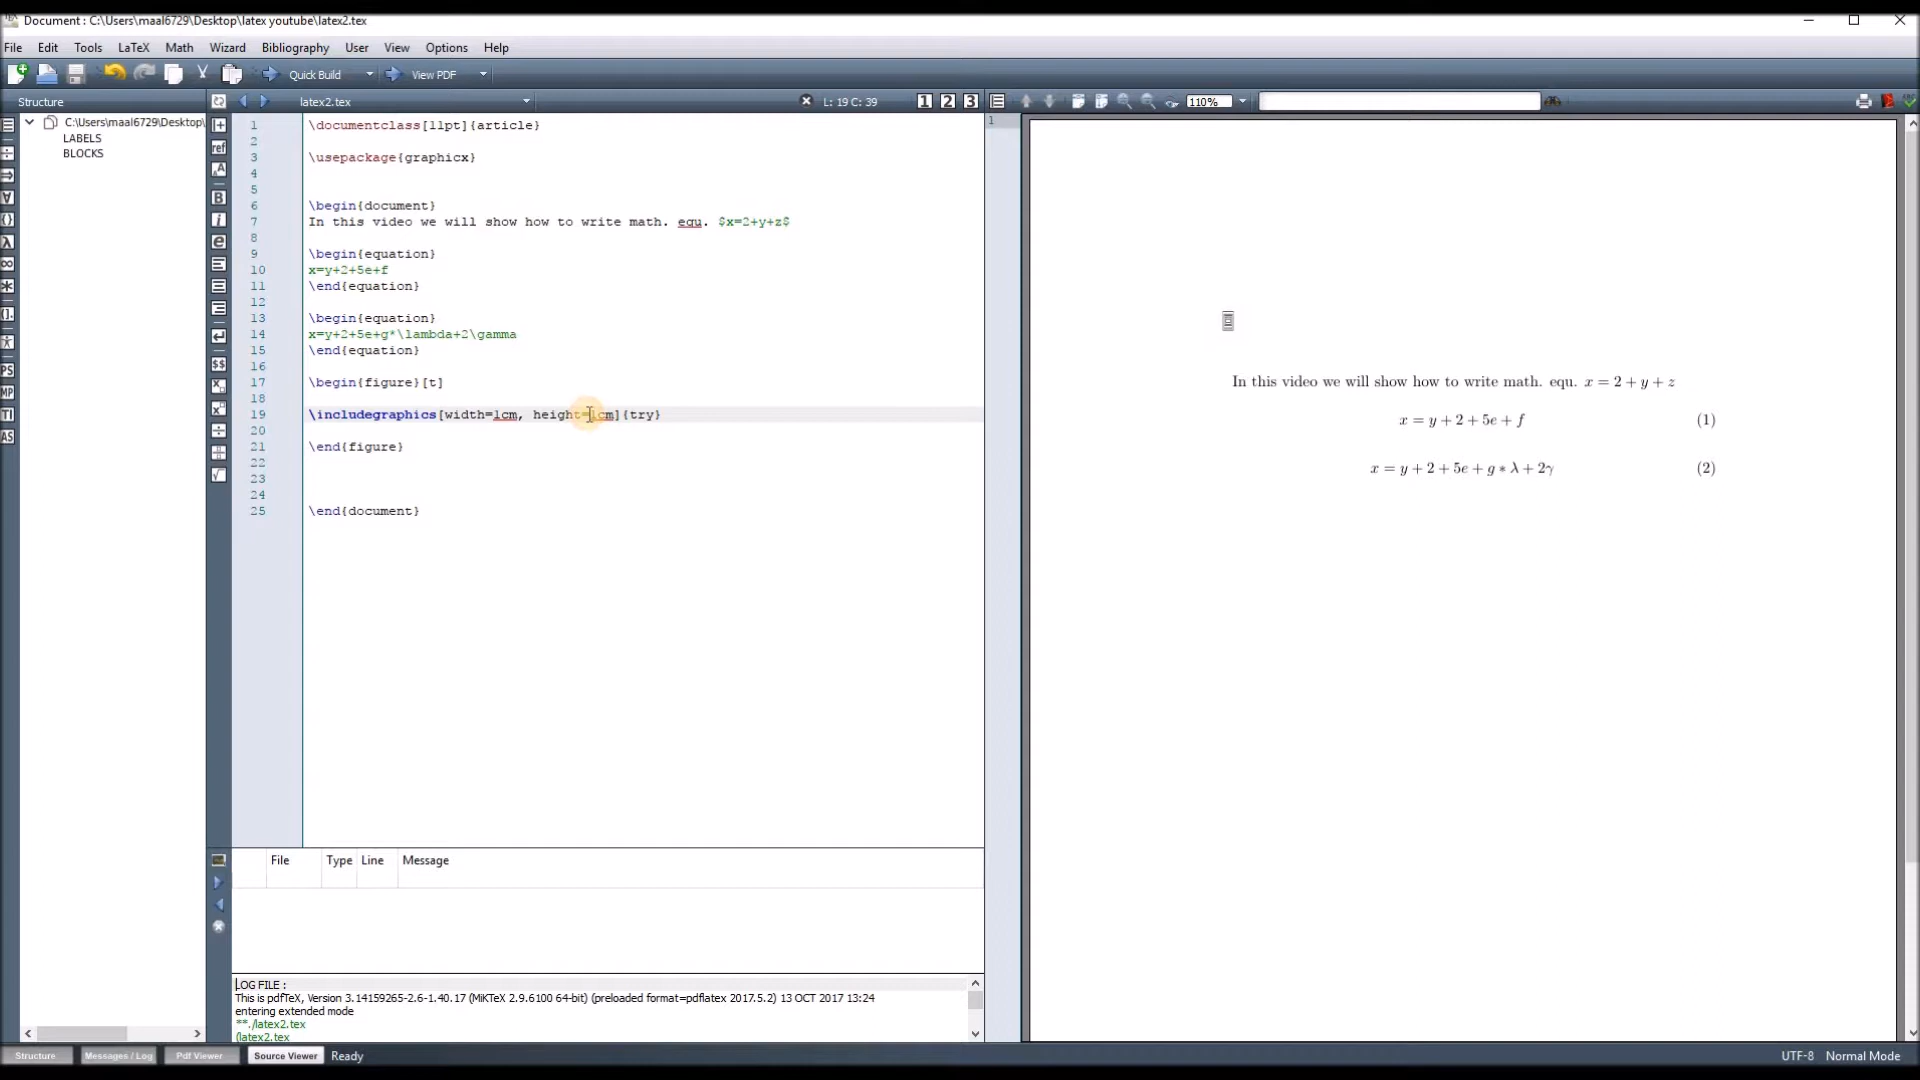 Document : C:\Users\maal6729\Desktop\latex youtube\latex2.tex
File Edit Tools LaTeX Math Wizard Bibliography User View Options Help
Quick Build View PDF
Structure latex2.tex L: 19 C: 39 1 2 3 110%
C:\Users\maal6729\Desktop\
LABELS
BLOCKS
1 \documentclass[11pt]{article}
2
3 \usepackage{graphicx}
4
5
6 \begin{document}
7 In this video we will show how to write math. equ. $x=2+y+z$
8
9 \begin{equation}
10 x=y+2+5e+f
11 \end{equation}
12
13 \begin{equation}
14 x=y+2+5e+g*\lambda+2\gamma
15 \end{equation}
16
17 \begin{figure}[t]
18
19 \includegraphics[width=1cm, height=1cm]{try}
20
21 \end{figure}
22
23
24
25 \end{document}
ref
A
B
i
e
$$
x
x
PS
MP
TI
AS
1
In this video we will show how to write math. equ. x = 2 + y + z
x = y + 2 + 5e + f (1)
x = y + 2 + 5e + g ∗ λ + 2γ (2)
File Type Line Message
LOG FILE :
This is pdfTeX, Version 3.14159265-2.6-1.40.17 (MiKTeX 2.9.6100 64-bit) (preloaded format=pdflatex 2017.5.2) 13 OCT 2017 13:24
entering extended mode
**./latex2.tex
(latex2.tex
Structure Messages / Log Pdf Viewer Source Viewer Ready UTF-8 Normal Mode